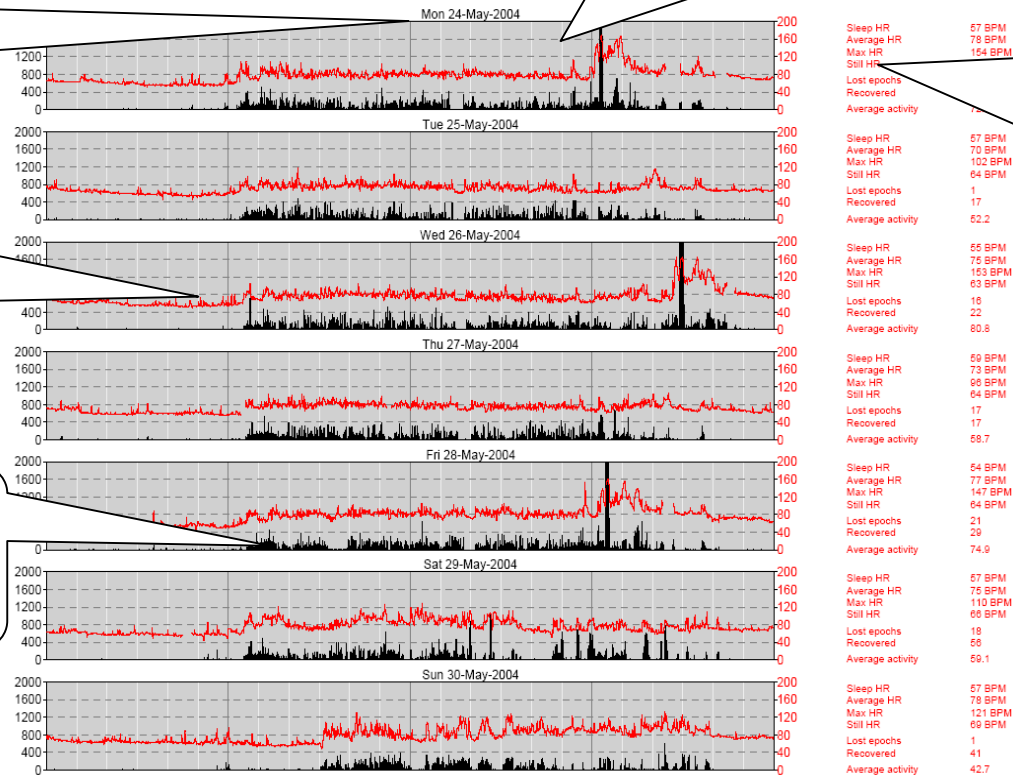 Mon 24-May-2004
1200
800
400
0
200
160
120
80
40
0
Sleep HR 57 BPM
Average HR 78 BPM
Max HR 154 BPM
Still HR
Lost epochs
Recovered
Average activity
Tue 25-May-2004
2000
1600
1200
800
400
0
200
160
120
80
40
0
Sleep HR 57 BPM
Average HR 70 BPM
Max HR 102 BPM
Still HR 64 BPM
Lost epochs 1
Recovered 17
Average activity 52.2
Wed 26-May-2004
2000
1600
400
0
200
160
120
80
40
0
Sleep HR 55 BPM
Average HR 75 BPM
Max HR 153 BPM
Still HR 63 BPM
Lost epochs 16
Recovered 22
Average activity 80.8
Thu 27-May-2004
2000
1600
1200
800
400
0
200
160
120
80
40
0
Sleep HR 59 BPM
Average HR 73 BPM
Max HR 96 BPM
Still HR 64 BPM
Lost epochs 17
Recovered 17
Average activity 58.7
Fri 28-May-2004
2000
1600
1200
0
200
160
120
80
40
0
Sleep HR 54 BPM
Average HR 77 BPM
Max HR 147 BPM
Still HR 64 BPM
Lost epochs 21
Recovered 29
Average activity 74.9
Sat 29-May-2004
2000
1600
1200
800
400
0
200
160
120
80
40
0
Sleep HR 57 BPM
Average HR 75 BPM
Max HR 110 BPM
Still HR 66 BPM
Lost epochs 18
Recovered 56
Average activity 59.1
Sun 30-May-2004
2000
1600
1200
800
400
0
200
160
120
80
40
0
Sleep HR 57 BPM
Average HR 78 BPM
Max HR 121 BPM
Still HR 69 BPM
Lost epochs 1
Recovered 41
Average activity 42.7